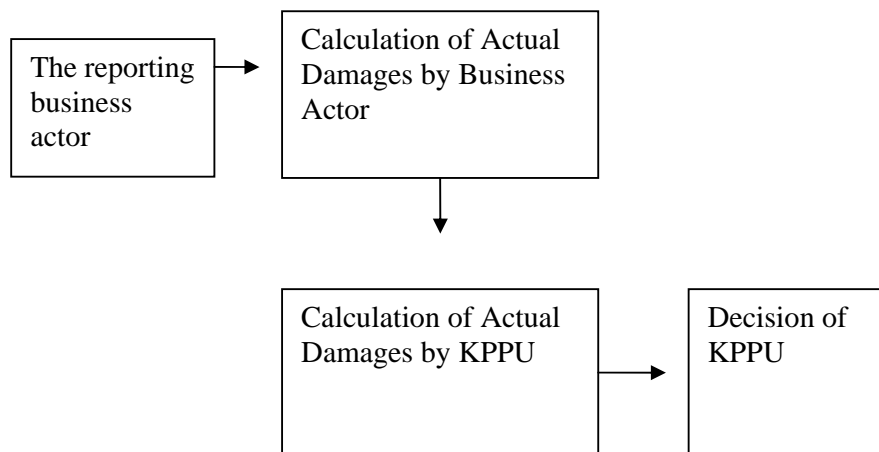 The reporting
business
actor
Calculation of Actual
Damages by Business
Actor
Calculation of Actual
Damages by KPPU
Decision of
KPPU